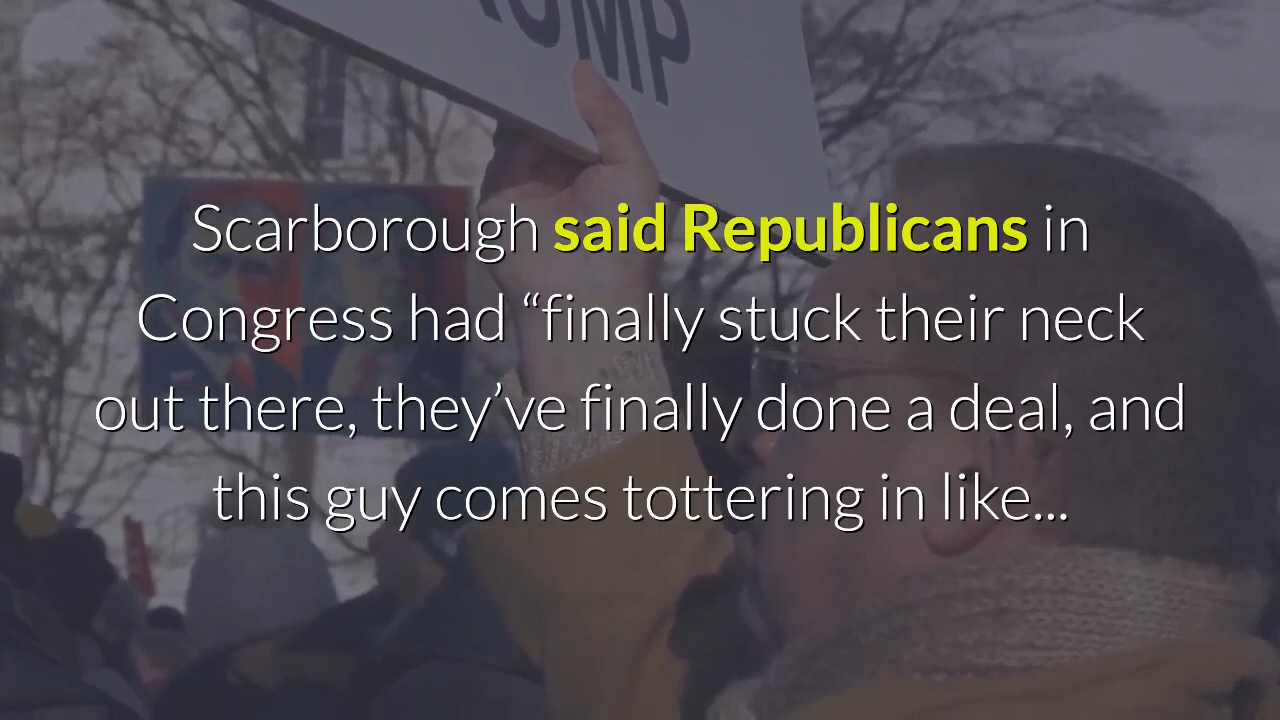 UMP
Scarborough said Republicans in
Congress had “finally stuck their neck
out there, they’ve finally done a deal, and
this guy comes tottering in like...